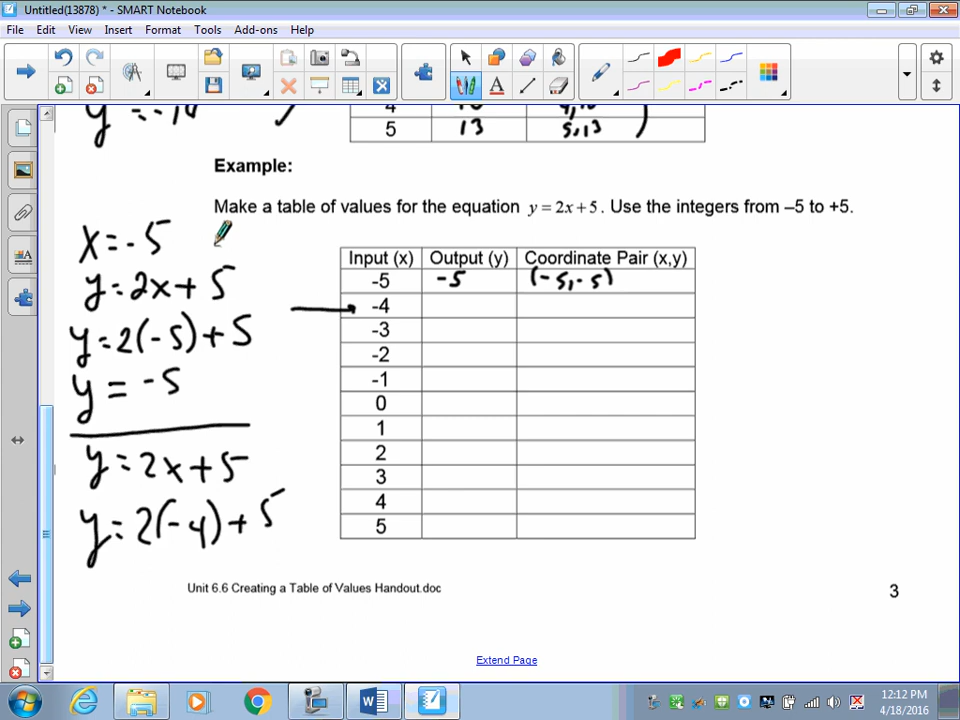 Untitled(13878) * - SMART Notebook
File Edit View Insert Format Tools Add-ons Help
5 13 5,13
Example:
Make a table of values for the equation y = 2x + 5. Use the integers from –5 to +5.
x = -5
y = 2x + 5
y = 2(-5) + 5
y = -5
y = 2x + 5
y = 2(-4) + 5
Input (x) Output (y) Coordinate Pair (x,y)
-5 -5 (-5,-5)
-4
-3
-2
-1
0
1
2
3
4
5
Unit 6.6 Creating a Table of Values Handout.doc
3
Extend Page
12:12 PM
4/18/2016